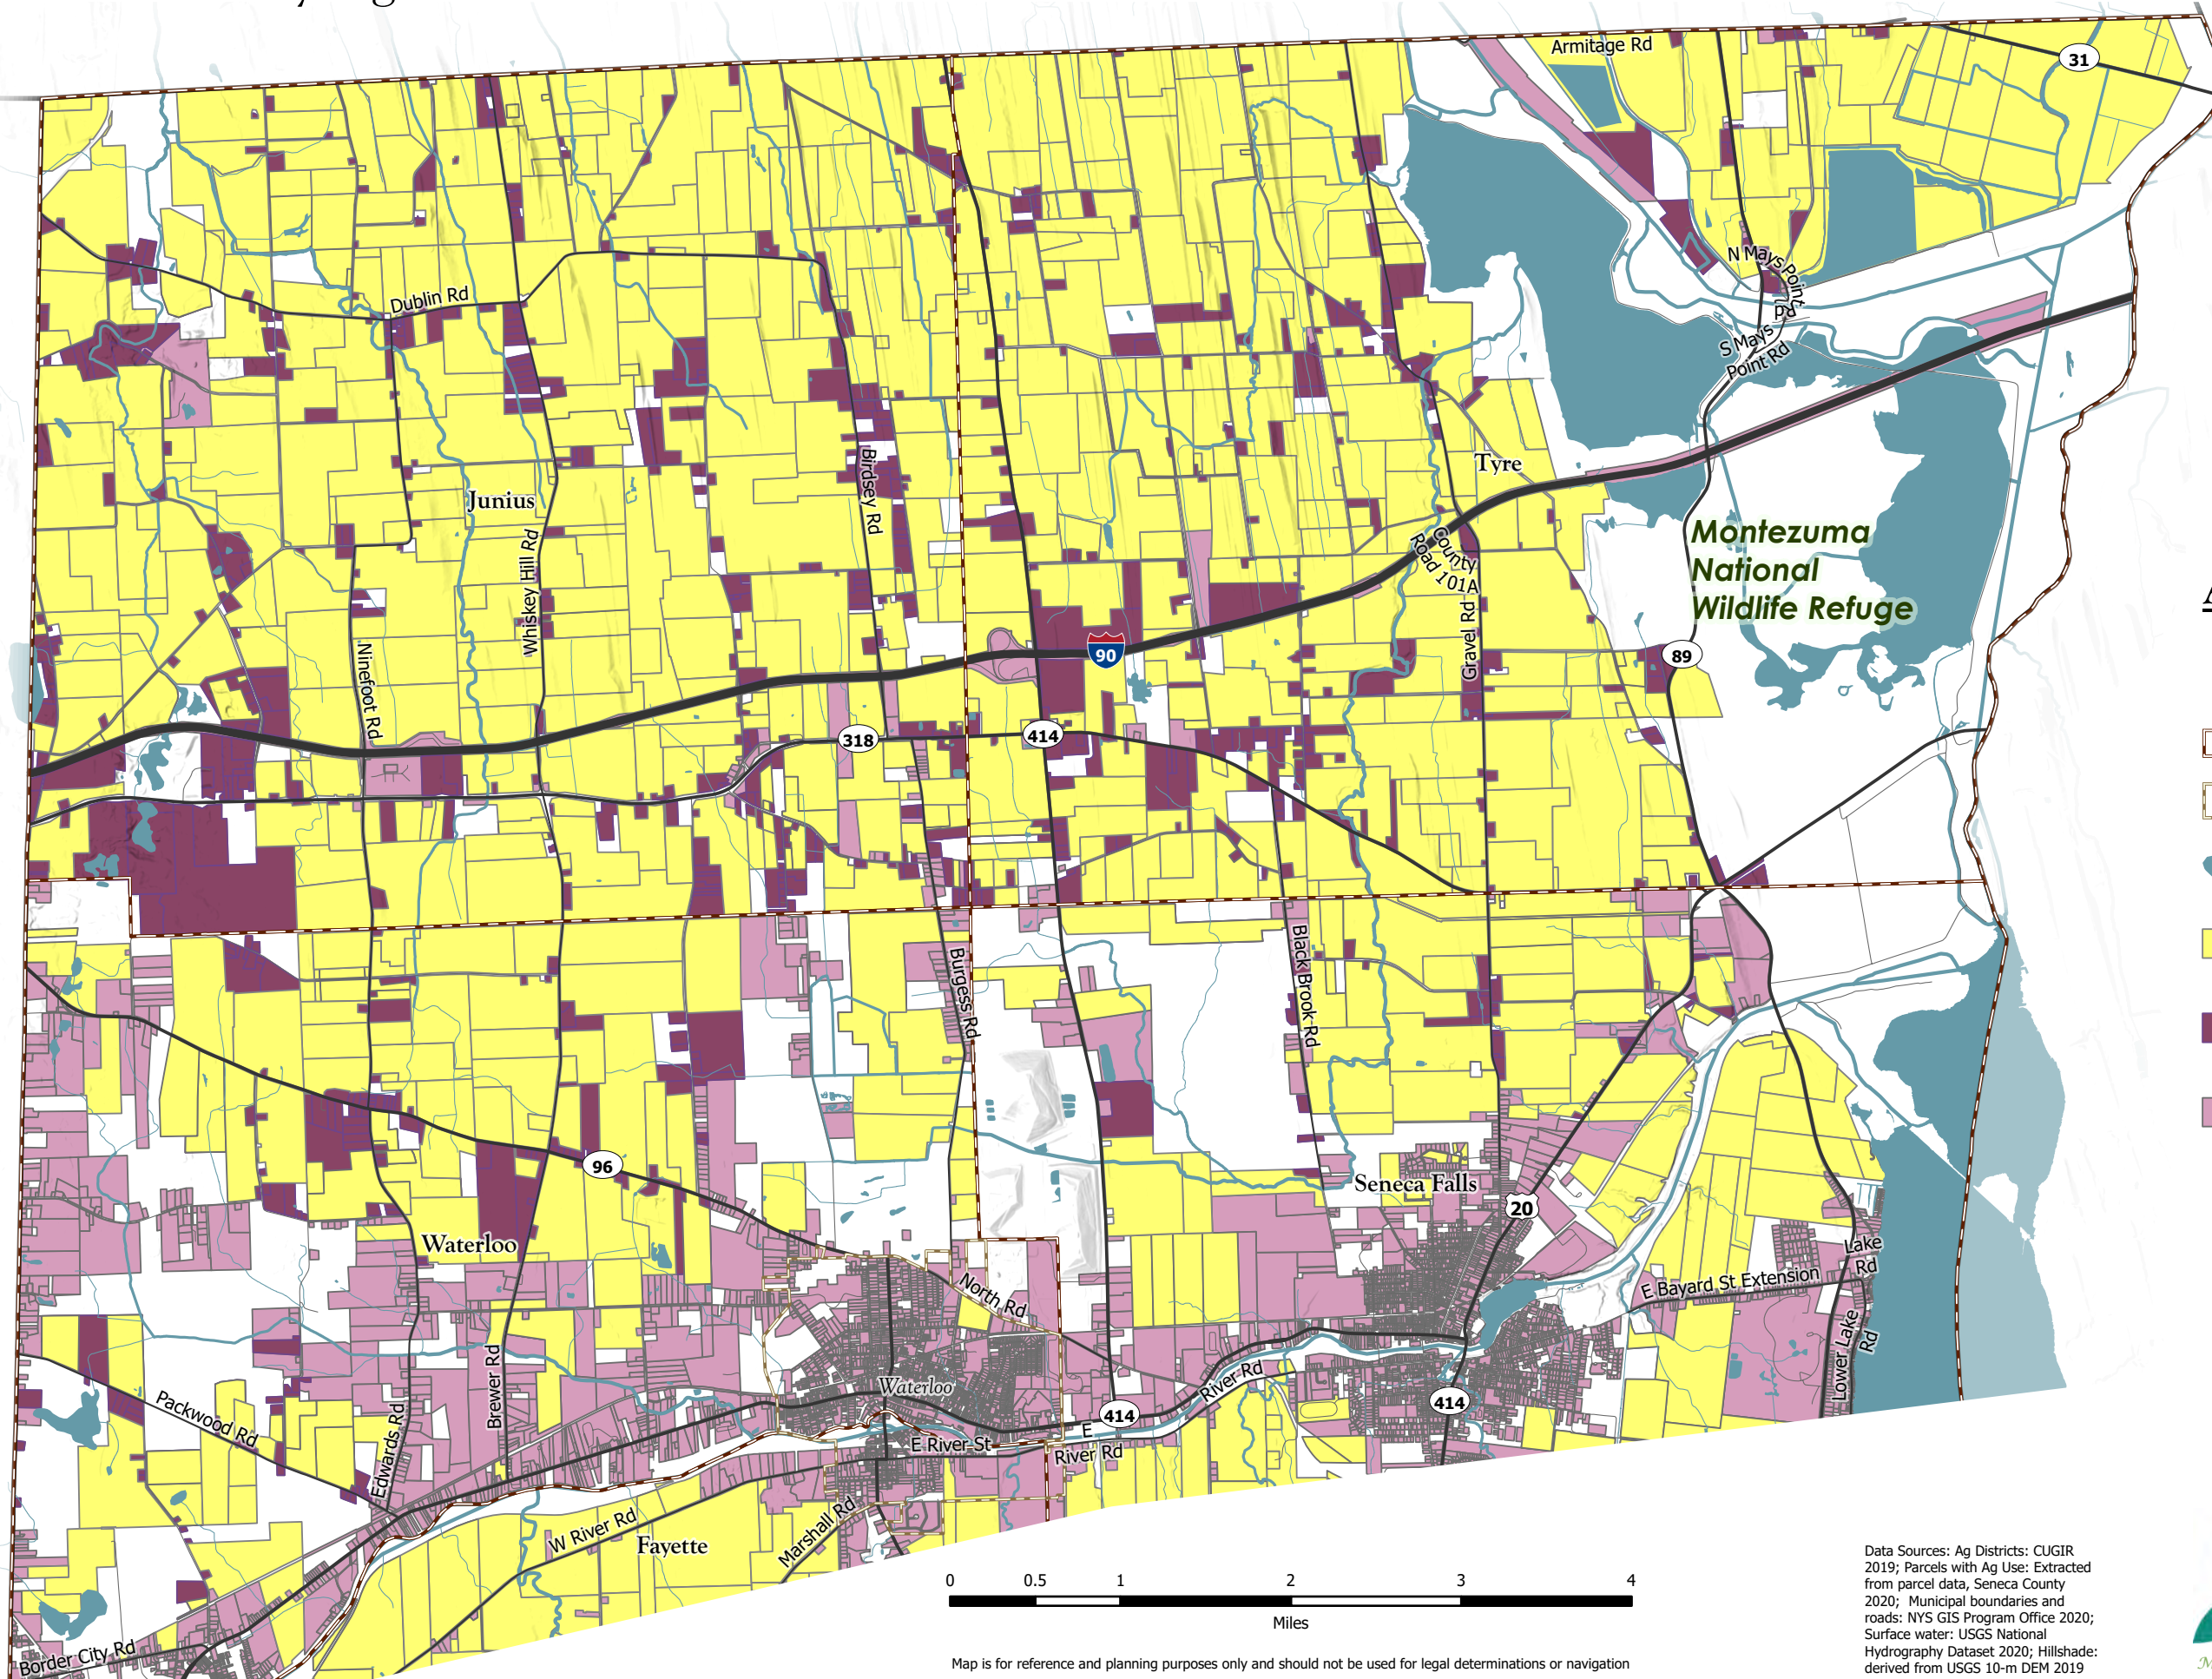 Armitage Rd
31
N Mays Point
Rd
S Mays
Point Rd
Dublin Rd
Birdsey Rd
Tyre
Junius
Whiskey Hill Rd
County
Road 101A
Montezuma
National
Wildlife Refuge
Gravel Rd
90
89
Ninefoot Rd
318
414
Burgess Rd
Black Brook Rd
96
Seneca Falls
20
Waterloo
Lake
Rd
E Bayard St Extension
North Rd
Lower Lake
Rd
Brewer Rd
Waterloo
River Rd
Packwood Rd
Edwards Rd
414
414
E River St
E
River Rd
W River Rd
Marshall Rd
Fayette
Border City Rd
0 0.5 1 2 3 4
Miles
Map is for reference and planning purposes only and should not be used for legal determinations or navigation
Data Sources: Ag Districts: CUGIR
2019; Parcels with Ag Use: Extracted
from parcel data, Seneca County
2020; Municipal boundaries and
roads: NYS GIS Program Office 2020;
Surface water: USGS National
Hydrography Dataset 2020; Hillshade:
derived from USGS 10-m DEM 2019